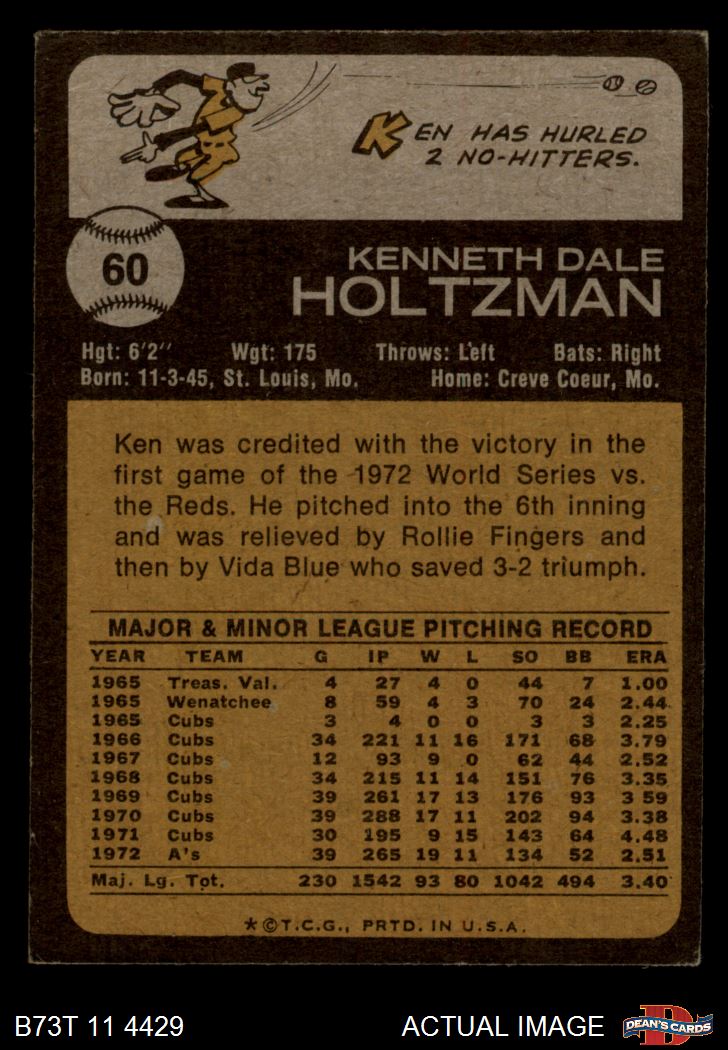 KEN HAS HURLED
2 NO-HITTERS.
60
KENNETH DALE
HOLTZMAN
Hgt: 6'2" Wgt: 175 Throws: Left Bats: Right
Born: 11-3-45, St. Louis, Mo. Home: Creve Coeur, Mo.
Ken was credited with the victory in the
first game of the 1972 World Series vs.
the Reds. He pitched into the 6th inning
and was relieved by Rollie Fingers and
then by Vida Blue who saved 3-2 triumph.
MAJOR & MINOR LEAGUE PITCHING RECORD
YEAR TEAM G IP W L SO BB ERA
1965 Treas. Val. 4 27 4 0 44 7 1.00
1965 Wenatchee 8 59 4 3 70 24 2.44
1965 Cubs 3 4 0 0 3 3 2.25
1966 Cubs 34 221 11 16 171 68 3.79
1967 Cubs 12 93 9 0 62 44 2.52
1968 Cubs 34 215 11 14 151 76 3.35
1969 Cubs 39 261 17 13 176 93 3 59
1970 Cubs 39 288 17 11 202 94 3.38
1971 Cubs 30 195 9 15 143 64 4.48
1972 A's 39 265 19 11 134 52 2.51
Maj. Lg. Tot. 230 1542 93 80 1042 494 3.40
*©T.C.G., PRTD. IN U.S.A.
B73T 11 4429 ACTUAL IMAGE D DEAN'S CARDS